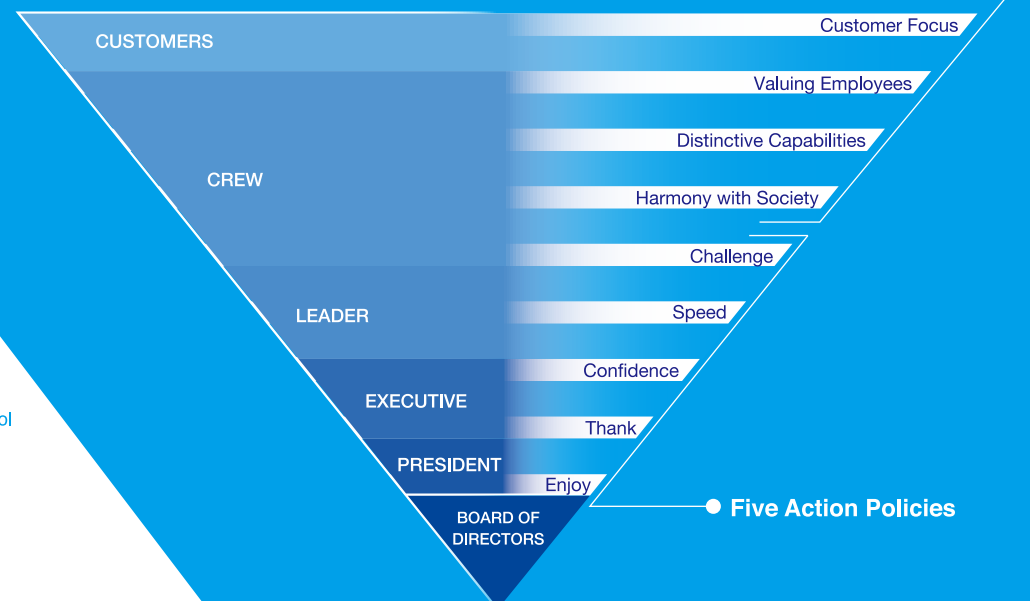 CUSTOMERS
Customer Focus
Valuing Employees
Distinctive Capabilities
CREW
Harmony with Society
Challenge
LEADER
Speed
Confidence
EXECUTIVE
ol
Thank
PRESIDENT
Enjoy
Five Action Policies
BOARD OF
DIRECTORS